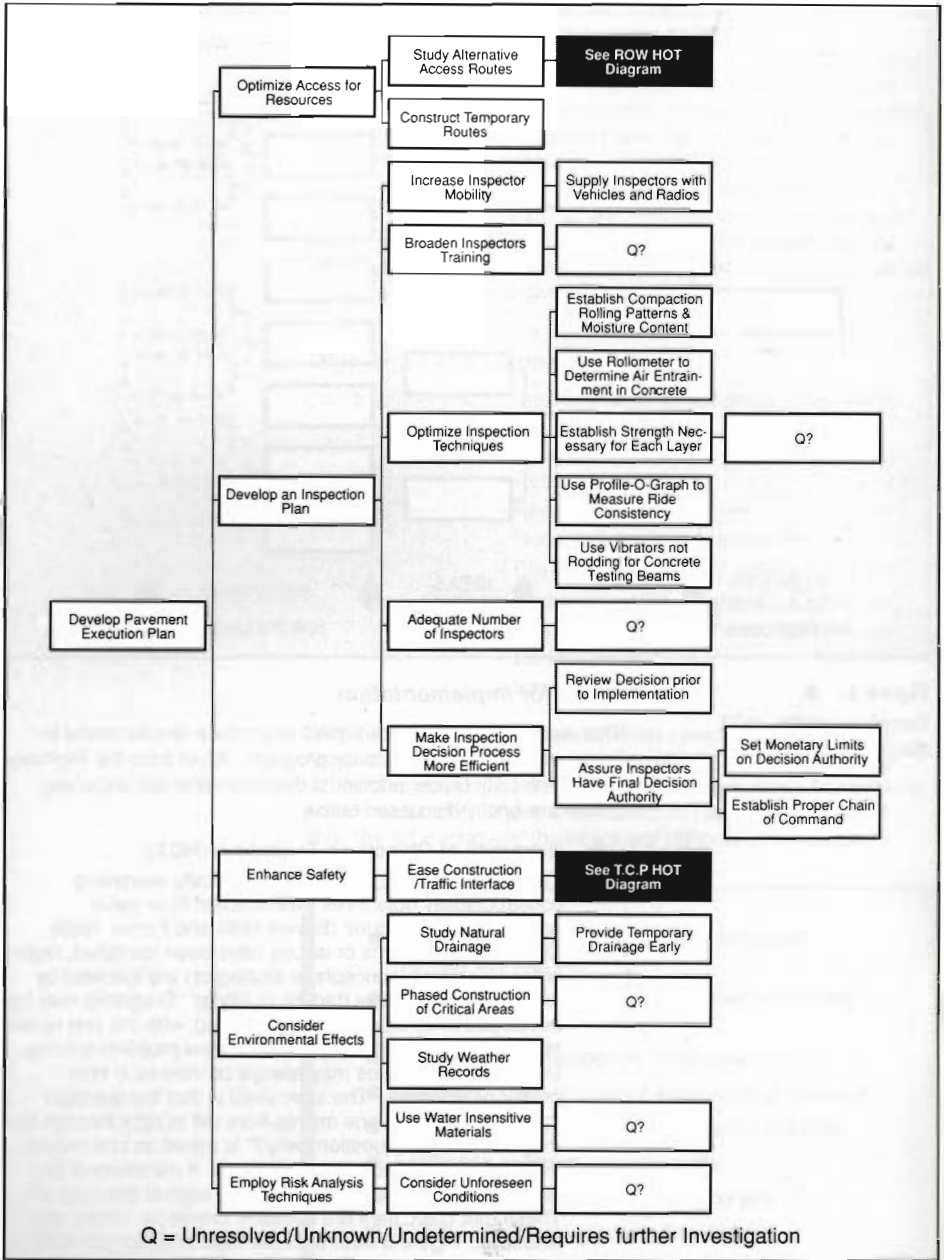 Study Alternative
Access Routes
See ROW HOT
Diagram
Optimize Access for
Resources
Construct Temporary
Routes
Increase Inspector
Mobility
Supply Inspectors with
Vehicles and Radios
Broaden Inspectors
Training
Q?
Establish Compaction
Rolling Patterns &
Moisture Content
Use Rollometer to
Determine Air Entrain-
ment in Concrete
Optimize Inspection
Techniques
Establish Strength Nec-
essary for Each Layer
Q?
Develop an Inspection
Plan
Use Profile-O-Graph to
Measure Ride
Consistency
Use Vibrators not
Rodding for Concrete
Testing Beams
Develop Pavement
Execution Plan
Adequate Number
of Inspectors
Q?
Review Decision prior
to Implementation
Make Inspection
Decision Process
More Efficient
Assure Inspectors
Have Final Decision
Authority
Set Monetary Limits
on Decision Authority
Establish Proper Chain
of Command
Enhance Safety
Ease Construction
/Traffic Interface
See T.C.P HOT
Diagram
Study Natural
Drainage
Provide Temporary
Drainage Early
Phased Construction
of Critical Areas
Q?
Consider
Environmental Effects
Study Weather
Records
Use Water Insensitive
Materials
Q?
Employ Risk Analysis
Techniques
Consider Unforeseen
Conditions
Q?
Q = Unresolved/Unknown/Undetermined/Requires further Investigation